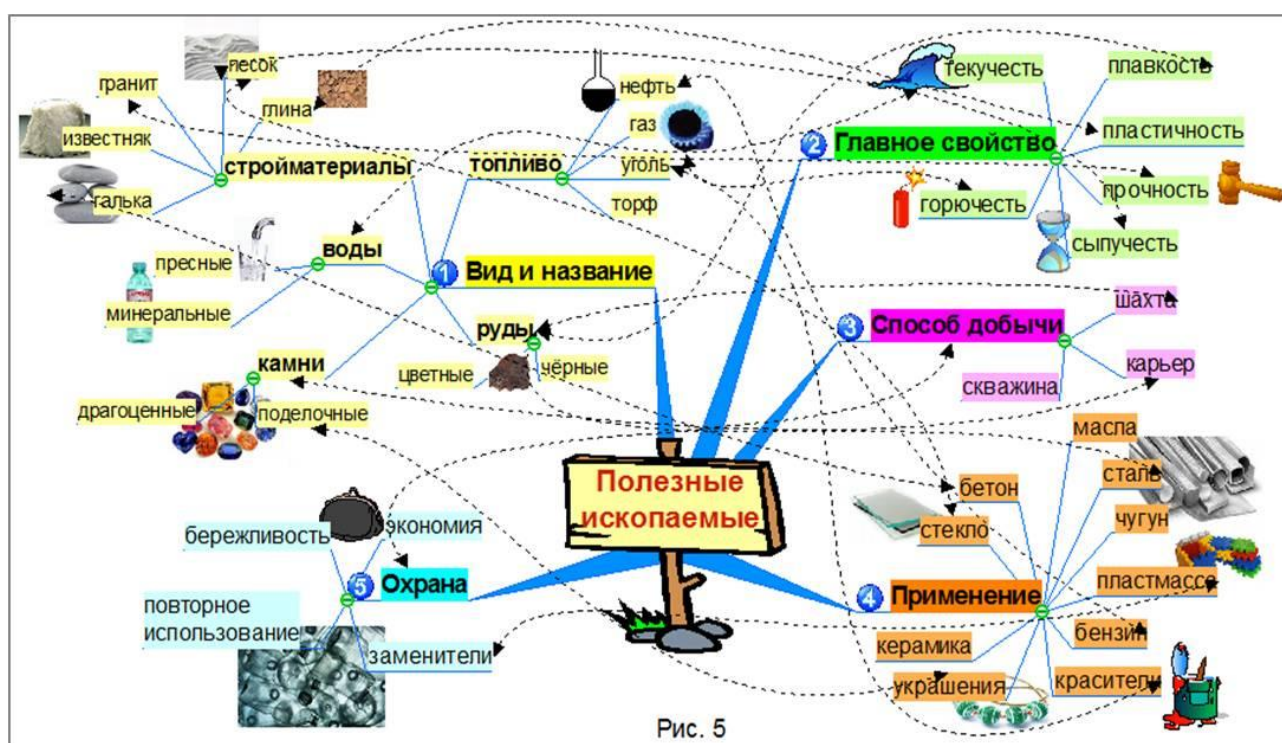 песок
гранит
глина
известняк
стройматериалы
галька
нефть
газ
топливо
уголь
торф
воды
пресные
минеральные
1 Вид и название
руды
цветные
чёрные
камни
драгоценные
поделочные
2 Главное свойство
текучесть
плавкость
пластичность
прочность
горючесть
сыпучесть
3 Способ добычи
шахта
карьер
скважина
Полезные
ископаемые
масла
сталь
бетон
чугун
стекло
пластмасса
4 Применение
керамика
бензин
украшения
красители
экономия
бережливость
5 Охрана
повторное
использование
заменители
Рис. 5